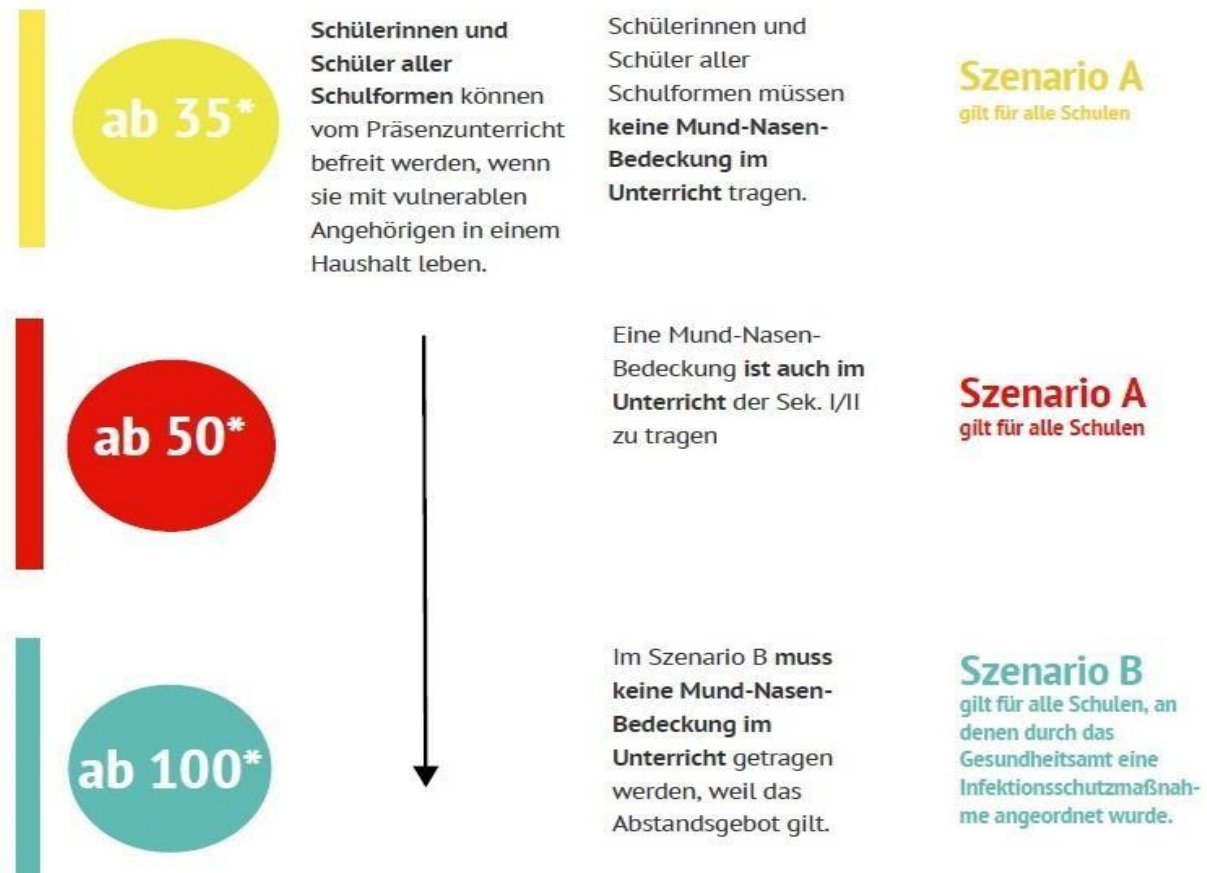 ab 35*
Schülerinnen und
Schüler aller
Schulformen können
vom Präsenzunterricht
befreit werden, wenn
sie mit vulnerablen
Angehörigen in einem
Haushalt leben.
Schülerinnen und
Schüler aller
Schulformen müssen
keine Mund-Nasen-
Bedeckung im
Unterricht tragen.
Szenario A
gilt für alle Schulen
ab 50*
Eine Mund-Nasen-
Bedeckung ist auch im
Unterricht der Sek. I/II
zu tragen
Szenario A
gilt für alle Schulen
ab 100*
Im Szenario B muss
keine Mund-Nasen-
Bedeckung im
Unterricht getragen
werden, weil das
Abstandsgebot gilt.
Szenario B
gilt für alle Schulen, an
denen durch das
Gesundheitsamt eine
Infektionsschutzmaßnah-
me angeordnet wurde.